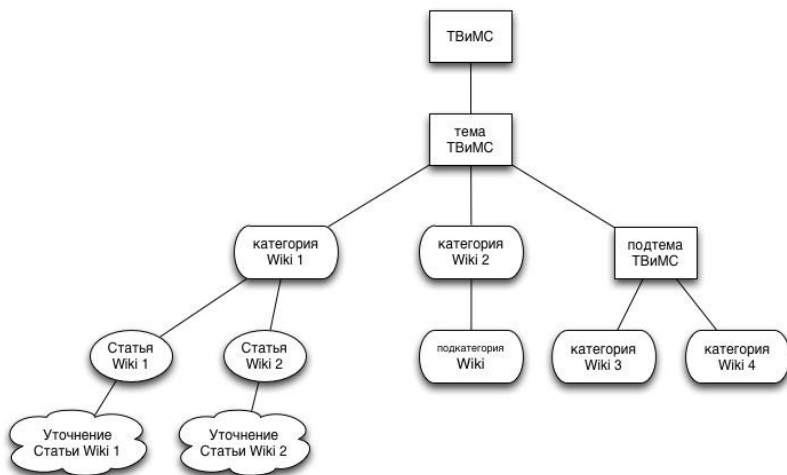 ТВиМС
тема
ТВиМС
категория
Wiki 1
категория
Wiki 2
подтема
ТВиМС
Статья
Wiki 1
Статья
Wiki 2
подкатегория
Wiki
категория
Wiki 3
категория
Wiki 4
Уточнение
Статьи Wiki 1
Уточнение
Статьи Wiki 2